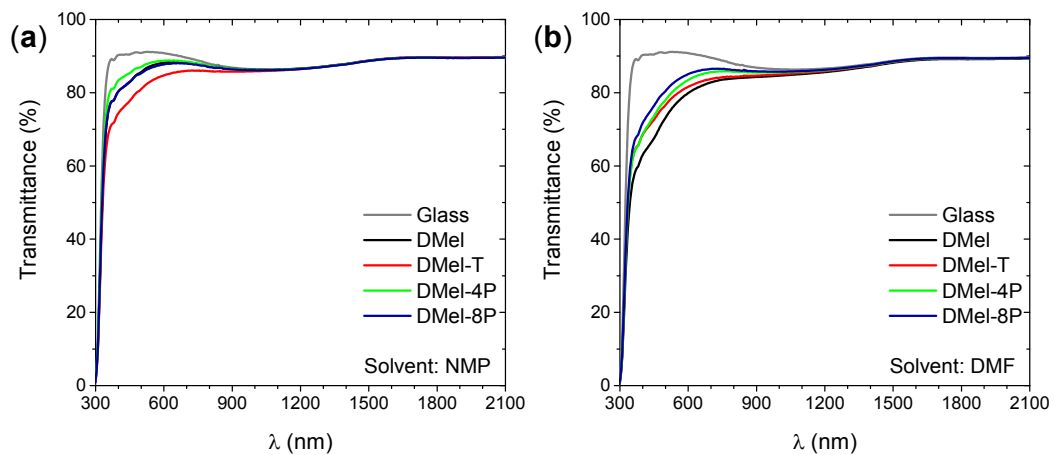 (a)
Transmittance (%)
100
80
60
40
20
0
Glass
DMel
DMel-T
DMel-4P
DMel-8P
Solvent: NMP
300 600 900 1200 1500 1800 2100
λ (nm)
(b)
Transmittance (%)
100
80
60
40
20
0
Glass
DMel
DMel-T
DMel-4P
DMel-8P
Solvent: DMF
300 600 900 1200 1500 1800 2100
λ (nm)